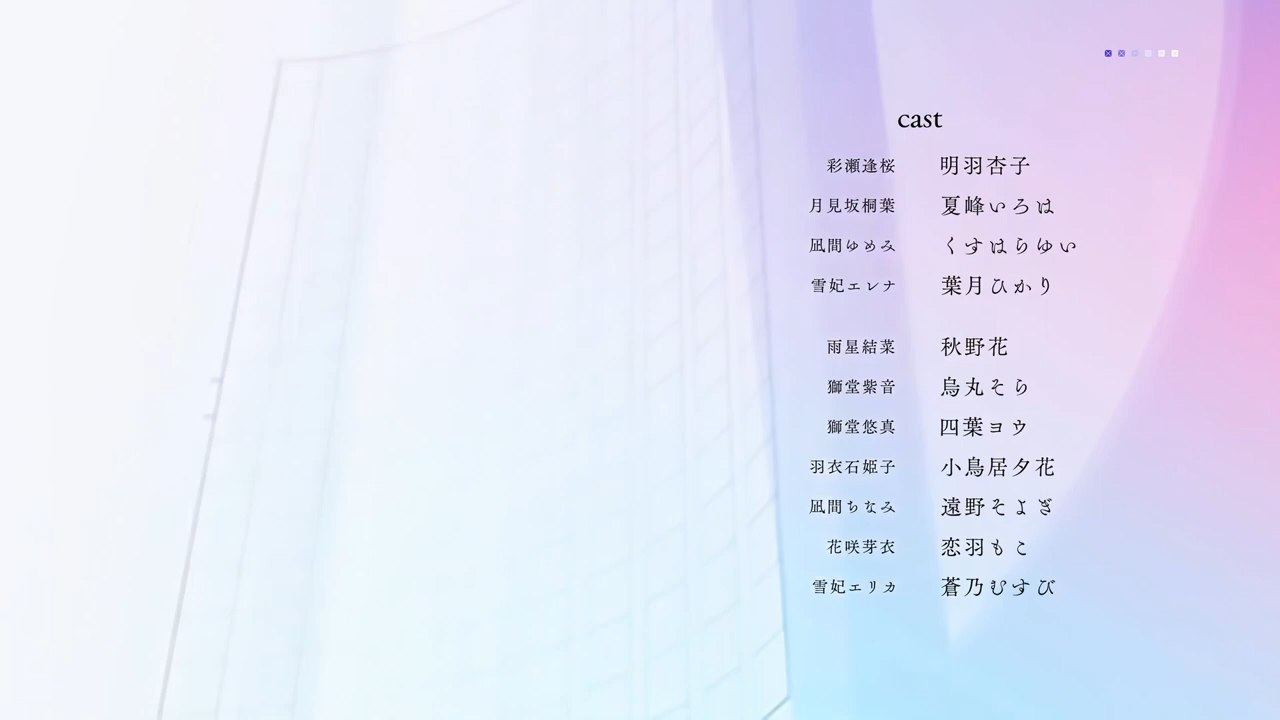 cast
彩瀬逢桜 明羽杏子
月見坂桐葉 夏峰いろは
凪間ゆめみ くすはらゆい
雪妃エレナ 葉月ひかり
雨星結菜 秋野花
獅堂紫音 烏丸そら
獅堂悠真 四葉ヨウ
羽衣石姫子 小鳥居夕花
凪間ちなみ 遠野そよぎ
花咲芽衣 恋羽もこ
雪妃エリカ 蒼乃むすび